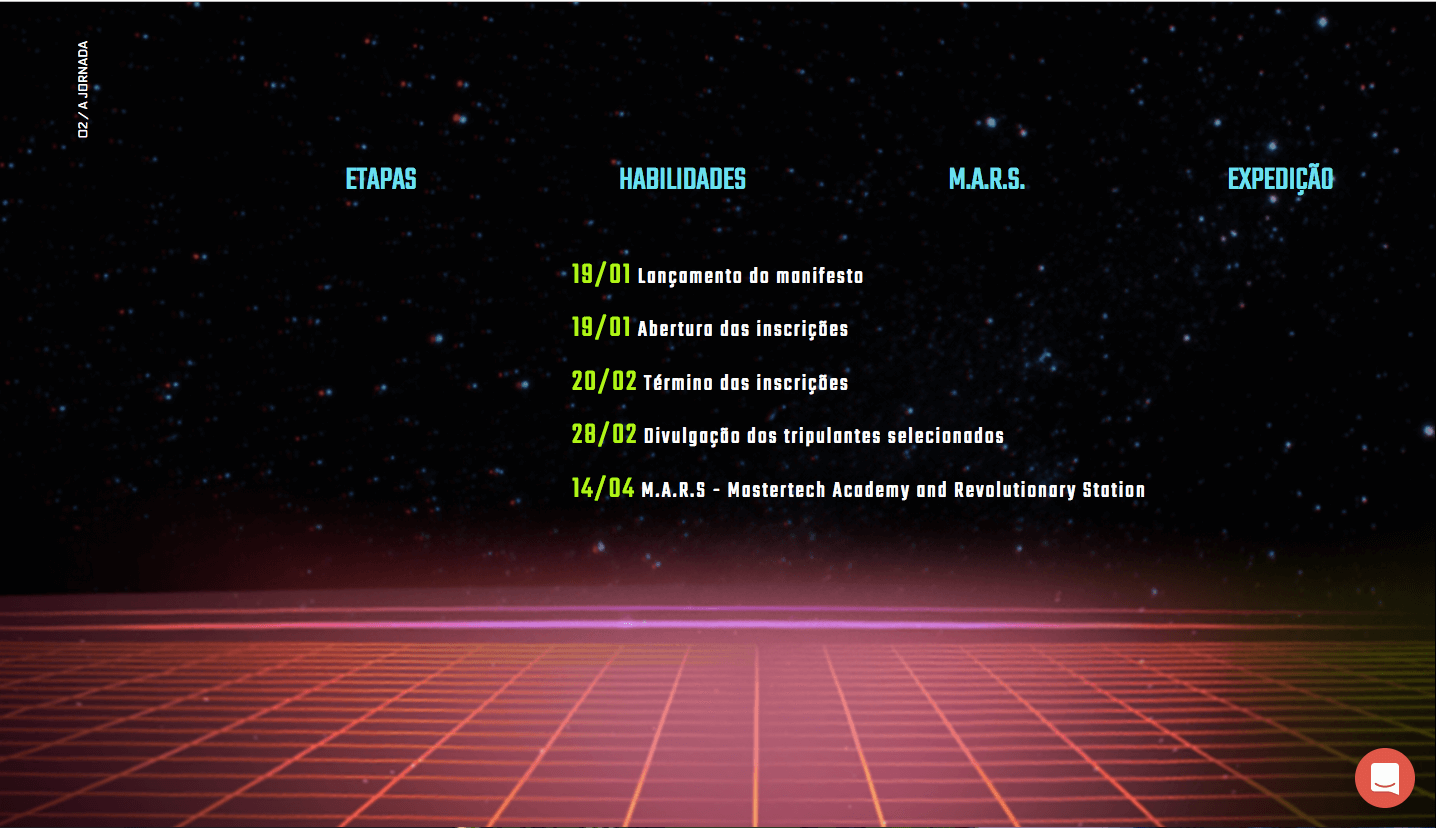 02 / A JORNADA
ETAPAS HABILIDADES M.A.R.S. EXPEDIÇÃO
19/01 Lançamento do manifesto
19/01 Abertura das inscrições
20/02 Término das inscrições
28/02 Divulgação dos tripulantes selecionados
14/04 M.A.R.S - Mastertech Academy and Revolutionary Station